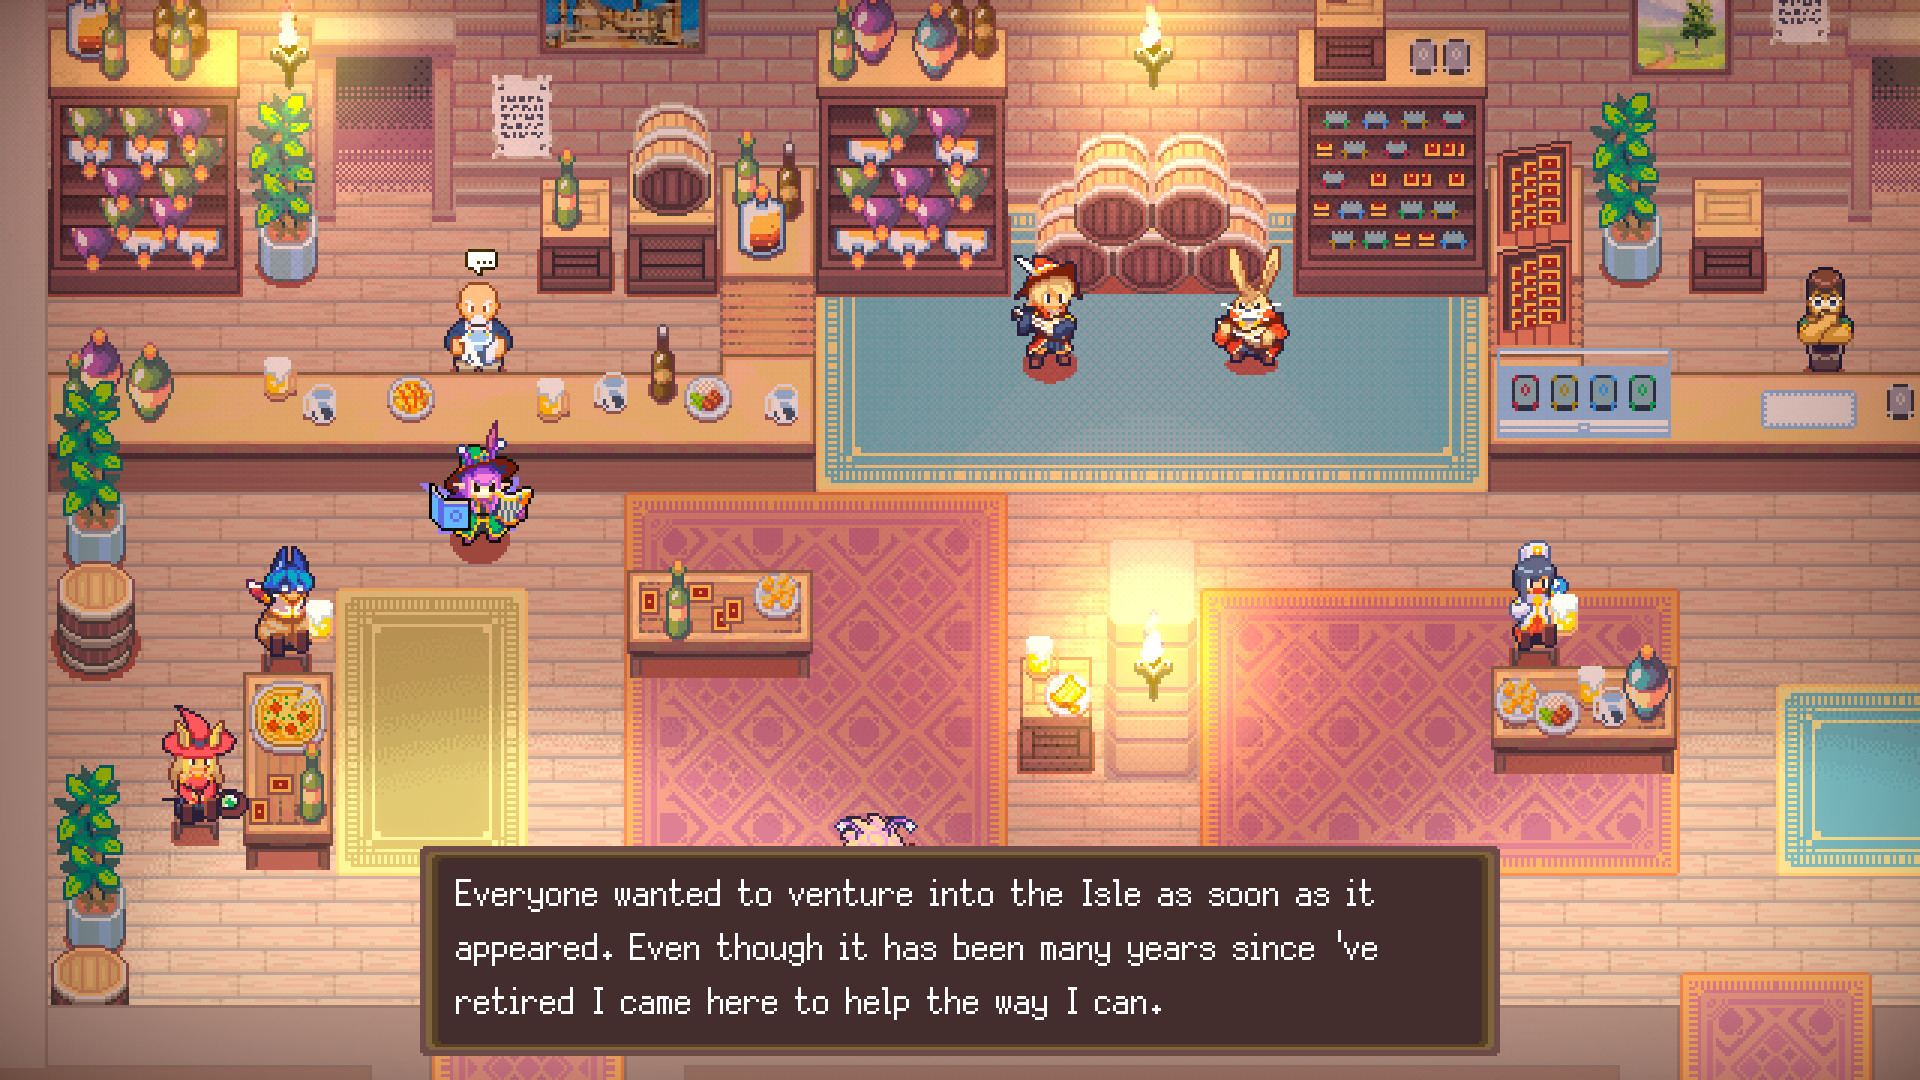 Everyone wanted to venture into the Isle as soon as it
appeared. Even though it has been many years since 've
retired I came here to help the way I can.